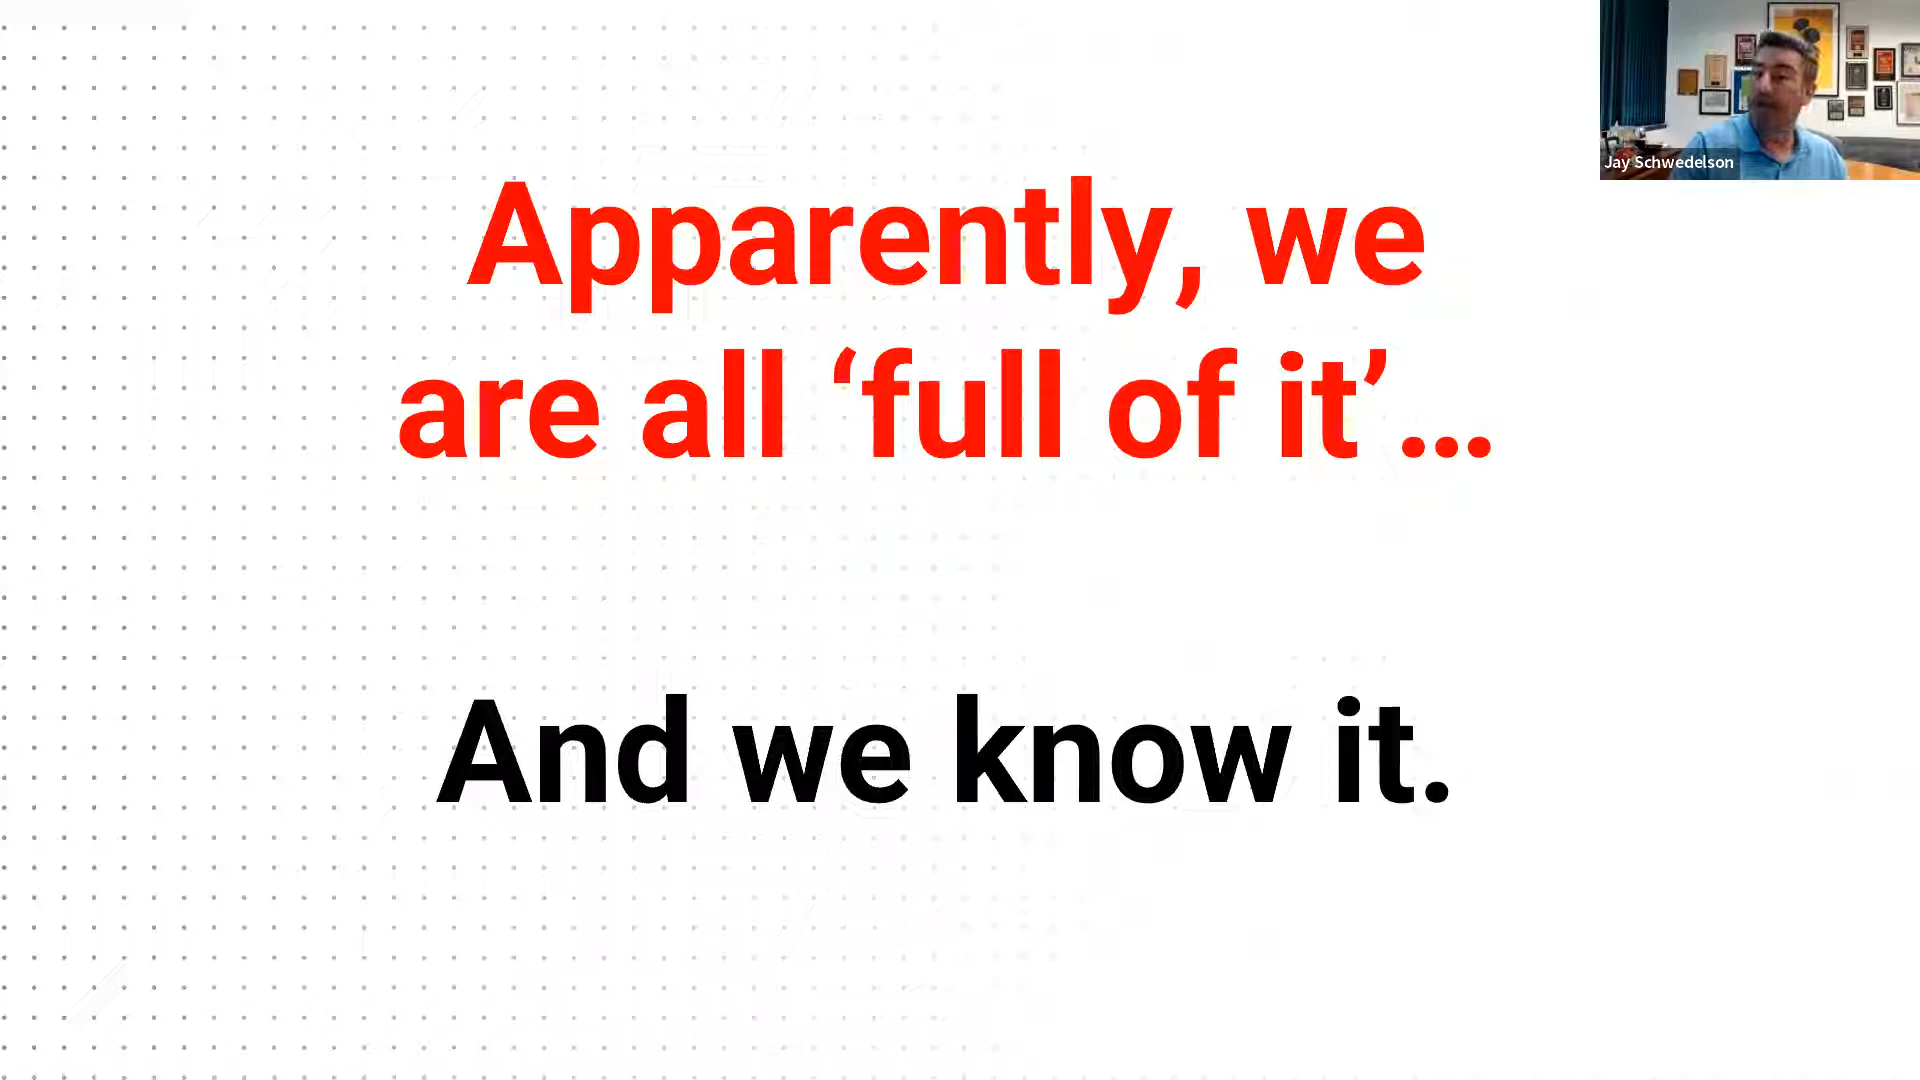 Jay Schwedelson
Apparently, we
are all ‘full of it’...
And we know it.